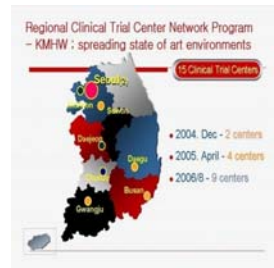 Regional Clinical Trial Center Network Program
- KMHW ; spreading state of art environments
15 Clinical Trial Centers
Seoul
Daejeon
Daegu
Busan
Gwangju
• 2004. Dec - 2 centers
• 2005. April - 4 centers
• 2006/8 - 9 centers